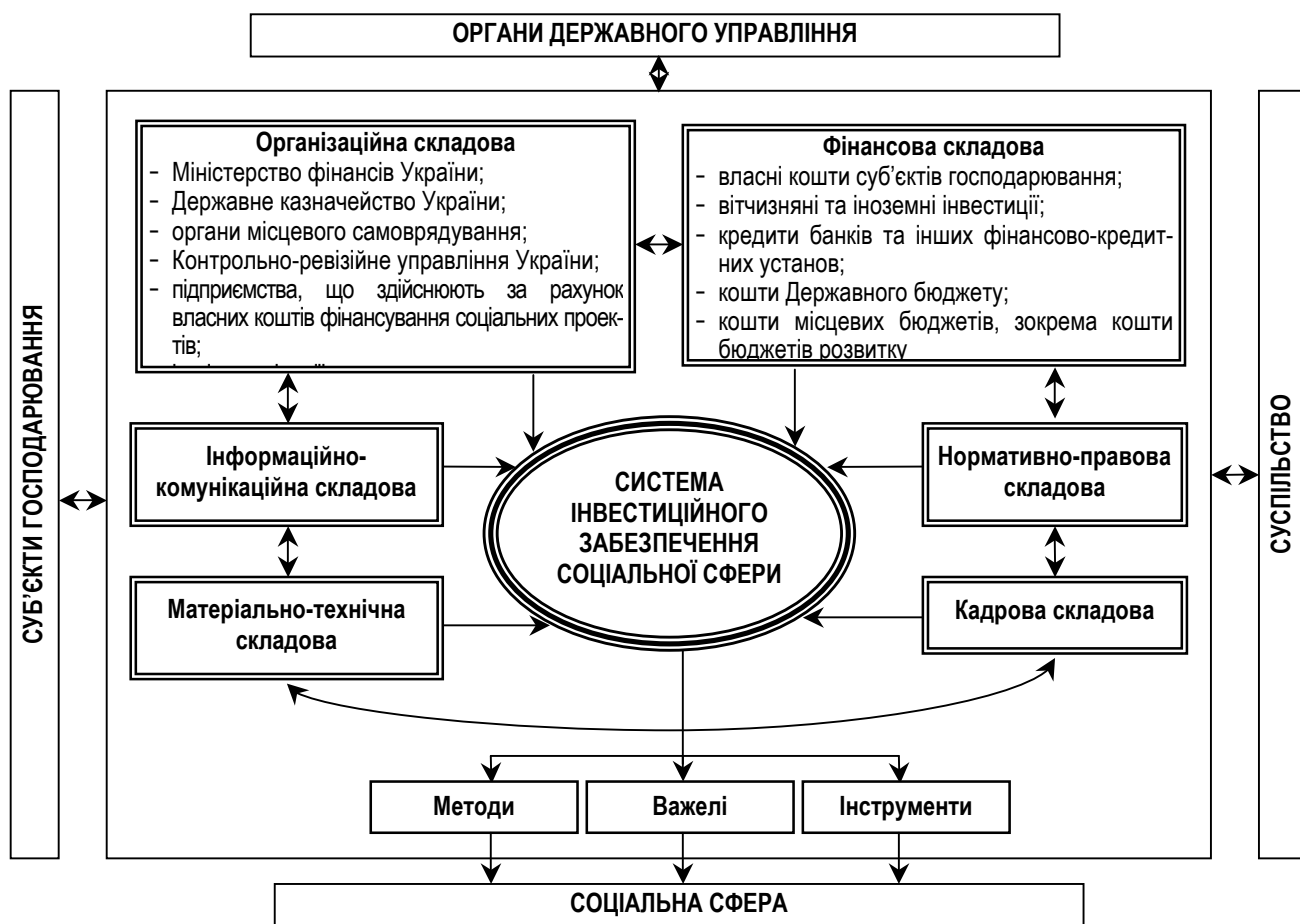 ОРГАНИ ДЕРЖАВНОГО УПРАВЛІННЯ
СУБ'ЄКТИ ГОСПОДАРЮВАННЯ
Організаційна складова
- Міністерство фінансів України;
- Державне казначейство України;
- органи місцевого самоврядування;
- Контрольно-ревізійне управління України;
- підприємства, що здійснюють за рахунок
власних коштів фінансування соціальних проек-
тів;
Фінансова складова
- власні кошти суб'єктів господарювання;
- вітчизняні та іноземні інвестиції;
- кредити банків та інших фінансово-кредит-
них установ;
- кошти Державного бюджету;
- кошти місцевих бюджетів, зокрема кошти
бюджетів розвитку
Інформаційно-
комунікаційна складова
СИСТЕМА
ІНВЕСТИЦІЙНОГО
ЗАБЕЗПЕЧЕННЯ
СОЦІАЛЬНОЇ СФЕРИ
Нормативно-правова
складова
Матеріально-технічна
складова
Кадрова складова
Методи
Важелі
Інструменти
СУСПІЛЬСТВО
СОЦІАЛЬНА СФЕРА